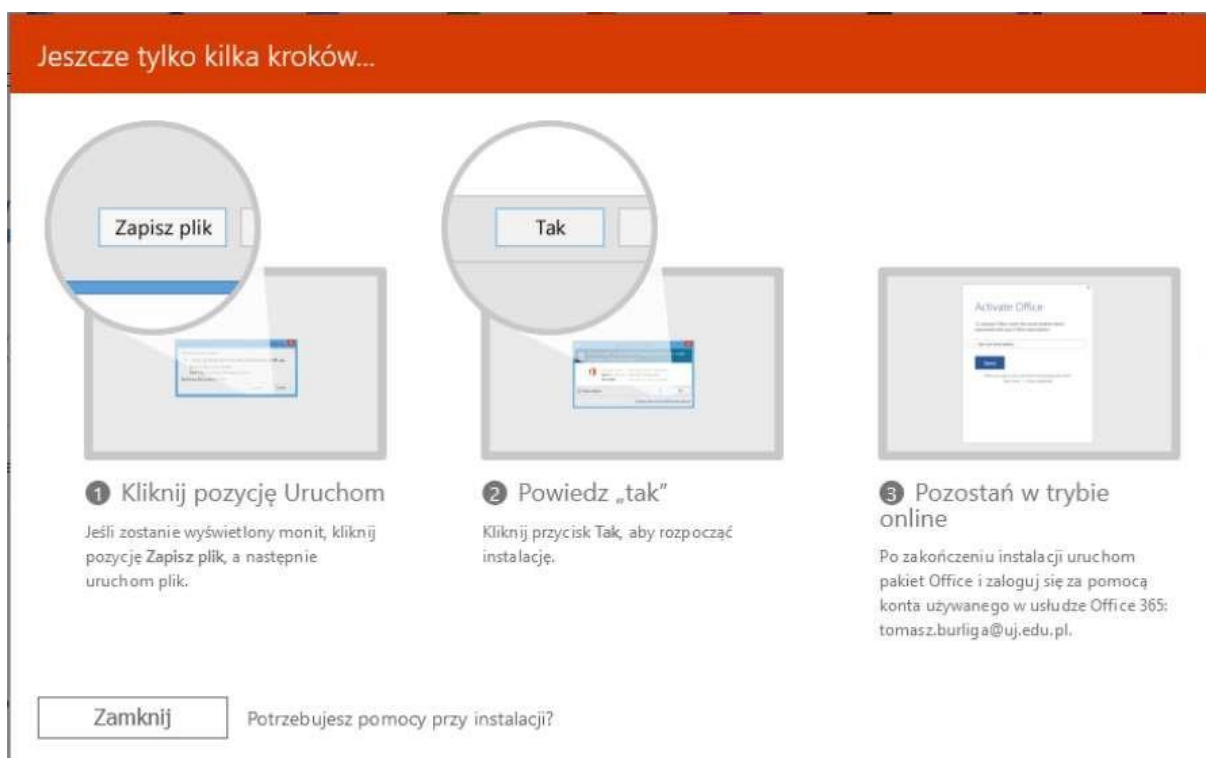 Jeszcze tylko kilka kroków...
Zapisz plik
Tak
Activate Office
1 Kliknij pozycję Uruchom
Jeśli zostanie wyświetlony monit, kliknij
pozycję Zapisz plik, a następnie
uruchom plik.
2 Powiedz „tak”
Kliknij przycisk Tak, aby rozpocząć
instalację.
3 Pozostań w trybie
online
Po zakończeniu instalacji uruchom
pakiet Office i zaloguj się za pomocą
konta używanego w usłudze Office 365:
tomasz.burliga@uj.edu.pl.
Zamknij
Potrzebujesz pomocy przy instalacji?